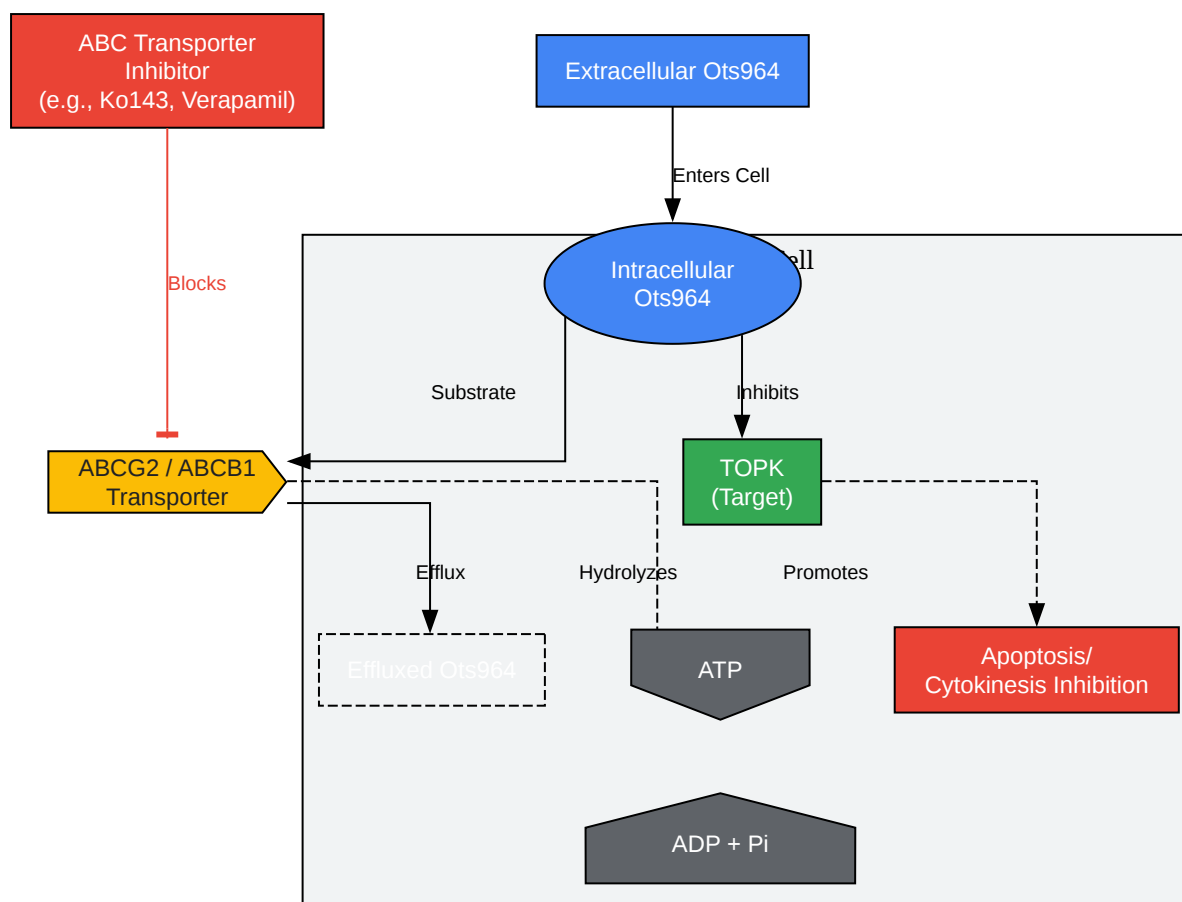 ABC Transporter
Inhibitor
(e.g., Ko143, Verapamil)
Extracellular Ots964
Enters Cell
Intracellular
Ots964
ell
Blocks
Substrate
Inhibits
ABCG2 / ABCB1
Transporter
TOPK
(Target)
Efflux
Hydrolyzes
Promotes
Effluxed Ots964
ATP
Apoptosis/
Cytokinesis Inhibition
ADP + Pi